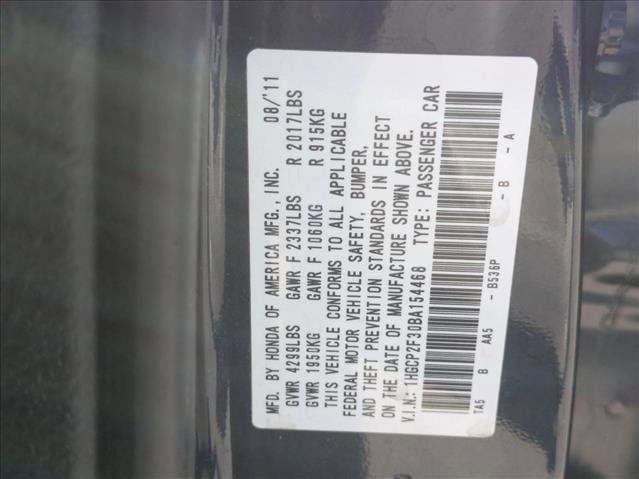 MFD. BY HONDA OF AMERICA MFG., INC. 08/'11
GVWR 4299LBS GAWR F 2337LBS R 2017LBS
GVWR 1950KG GAWR F 1060KG R 915KG
THIS VEHICLE CONFORMS TO ALL APPLICABLE
FEDERAL MOTOR VEHICLE SAFETY, BUMPER,
AND THEFT PREVENTION STANDARDS IN EFFECT
ON THE DATE OF MANUFACTURE SHOWN ABOVE.
V.I.N.: 1HGCP2F30BA154468 TYPE: PASSENGER CAR
TA5 B AA5 - B536P - B - A